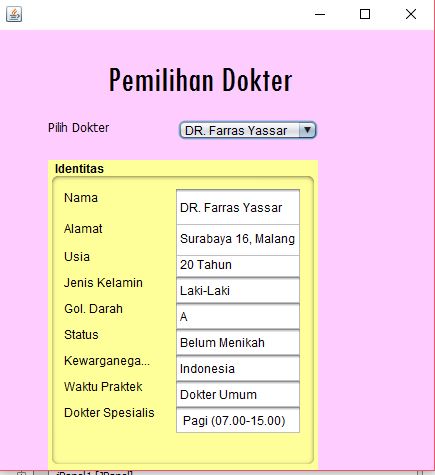 Pemilihan Dokter
Pilih Dokter DR. Farras Yassar
Identitas
Nama DR. Farras Yassar
Alamat Surabaya 16, Malang
Usia 20 Tahun
Jenis Kelamin Laki-Laki
Gol. Darah A
Status Belum Menikah
Kewarganega... Indonesia
Waktu Praktek Dokter Umum
Dokter Spesialis Pagi (07.00-15.00)